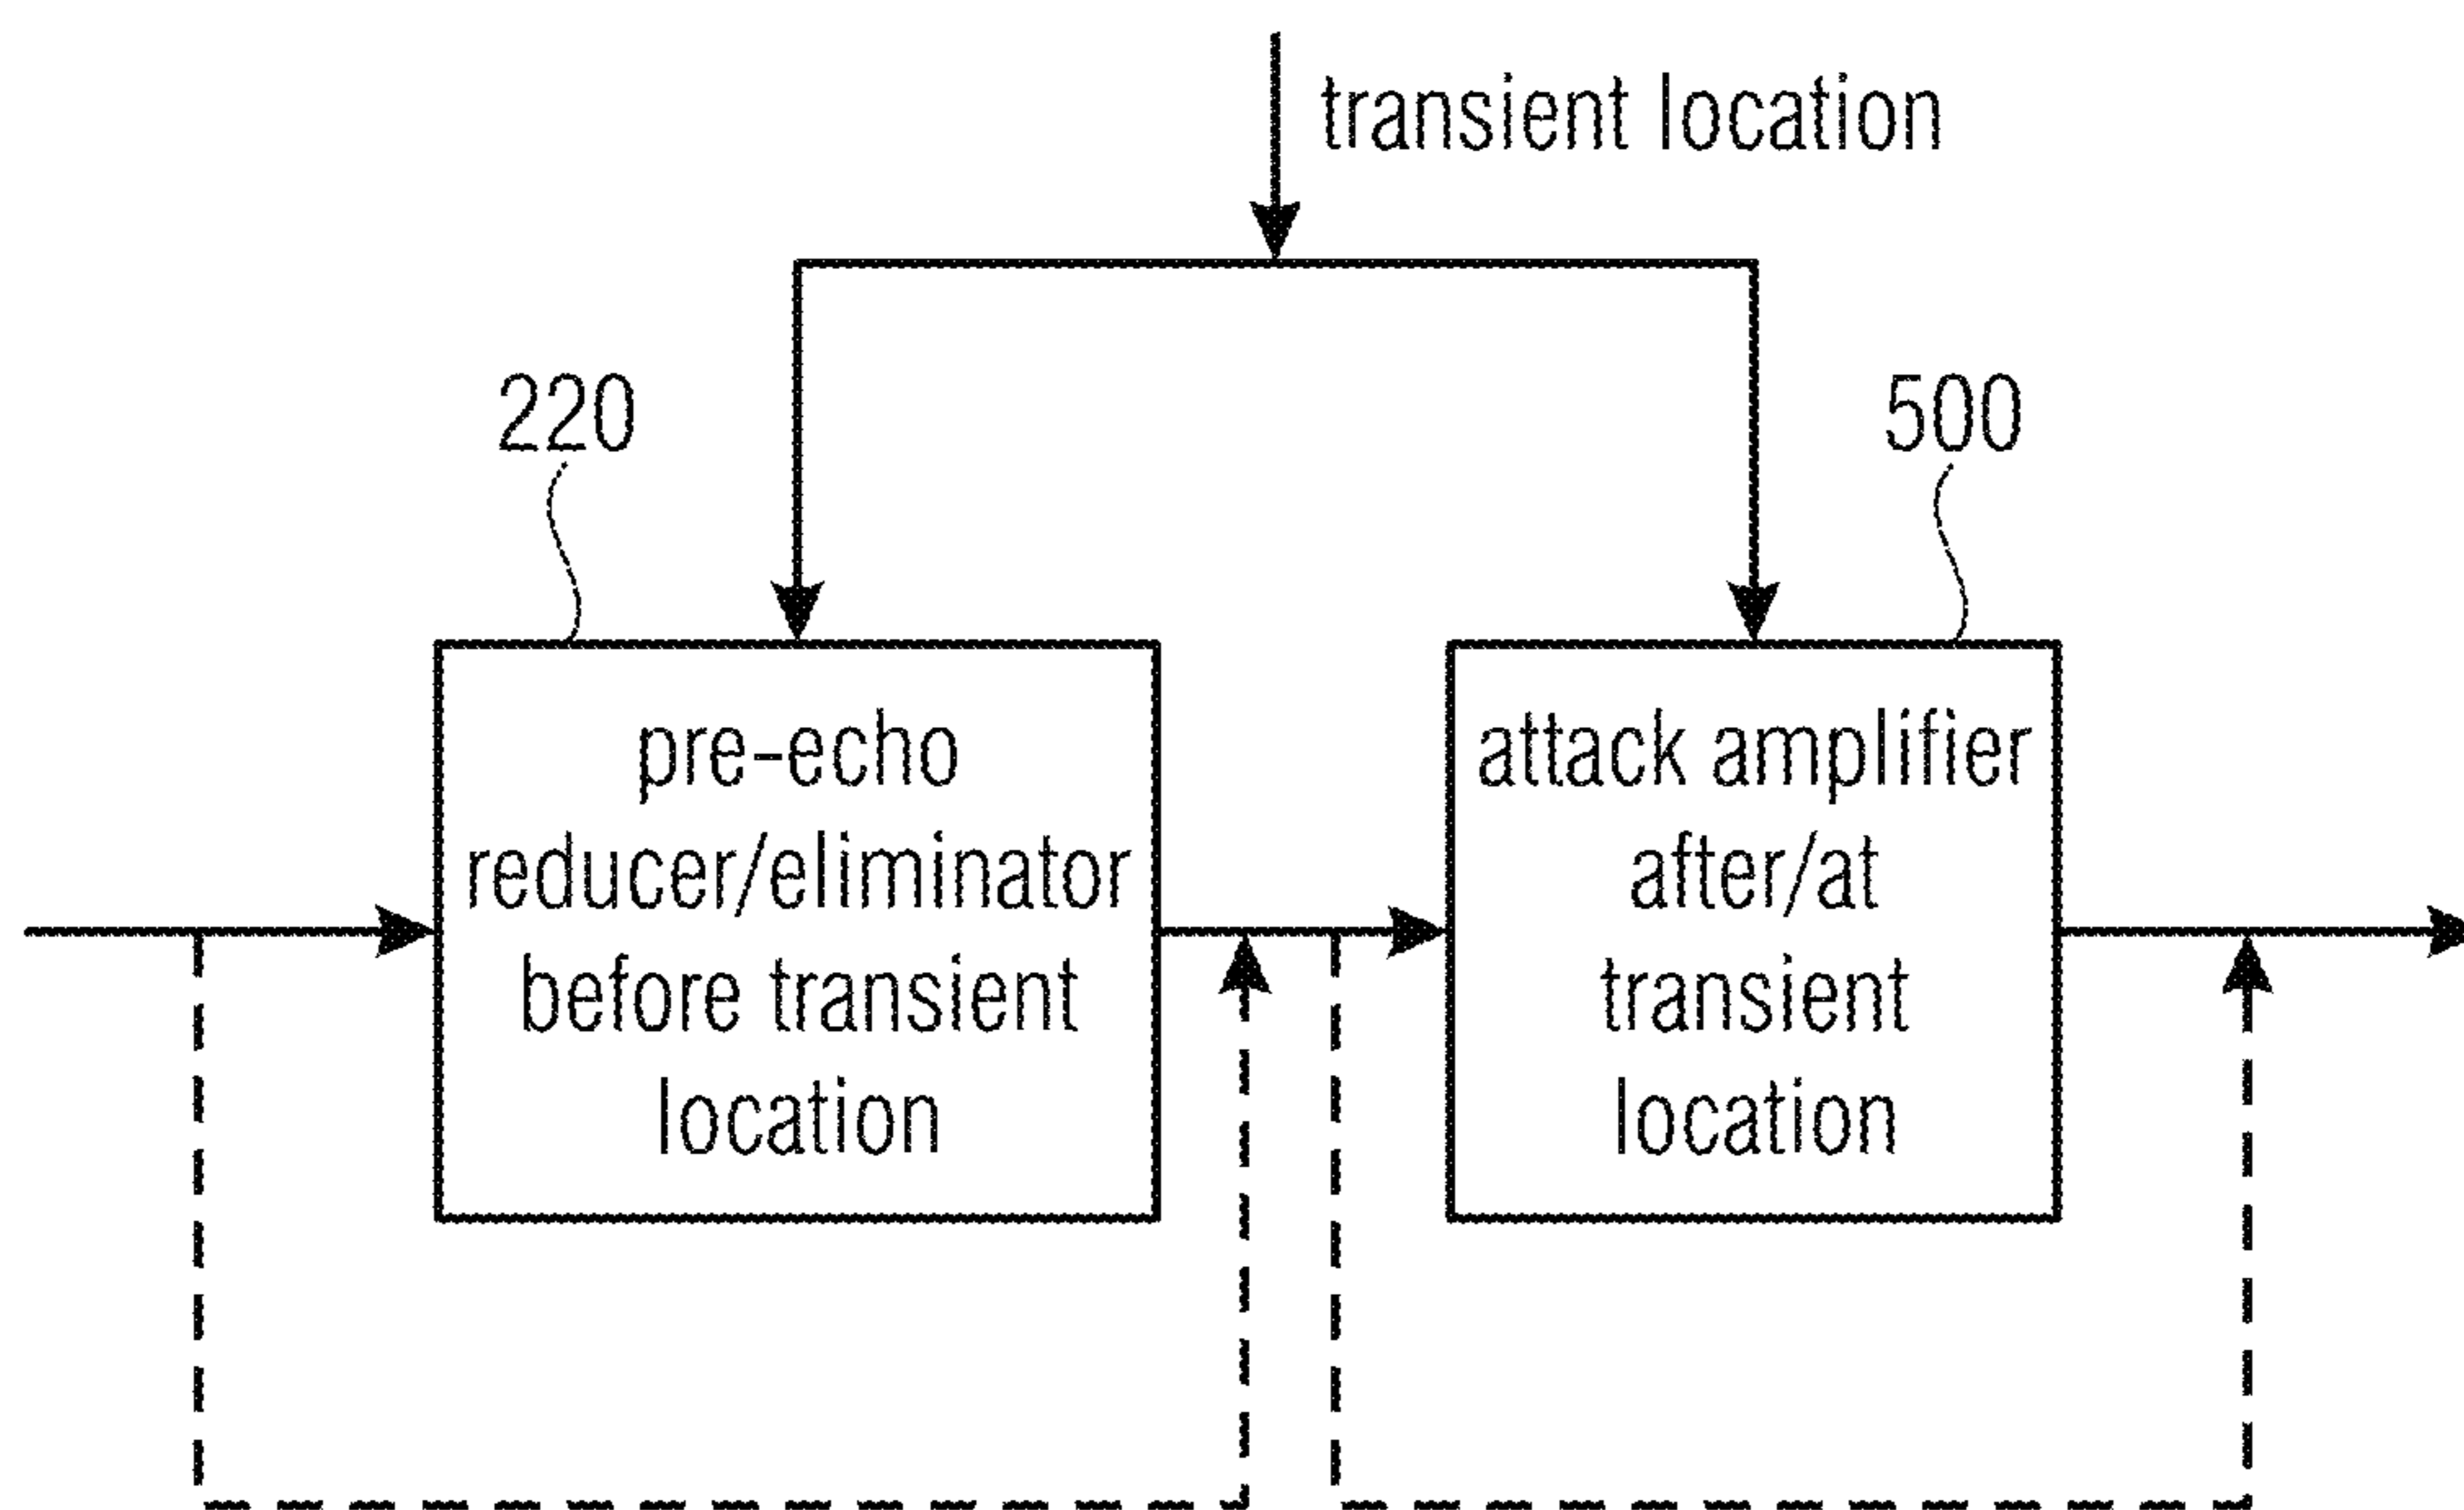 transient location
220
500
pre-echo
reducer/eliminator
before transient
location
attack amplifier
after/at
transient
location